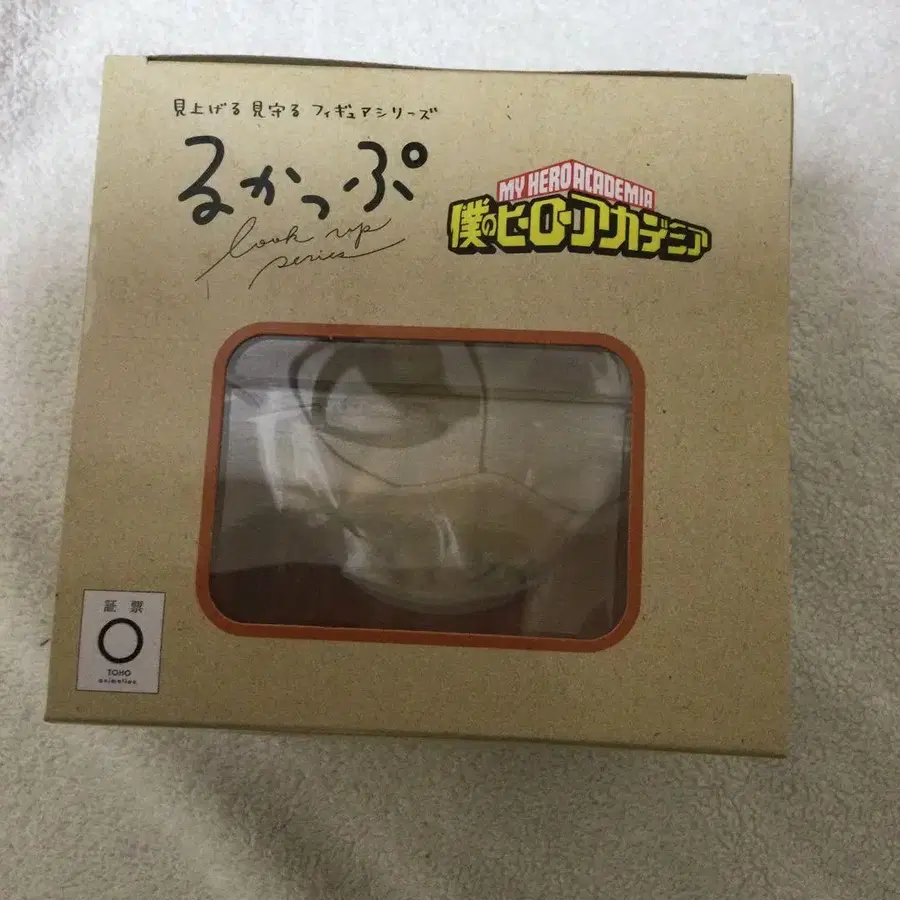 見上げる 見守る フィギュアシリーズ
るかっぷ
look up
series
MY HERO ACADEMIA
僕のヒーローアカデミア
証 票
TOHO
animation